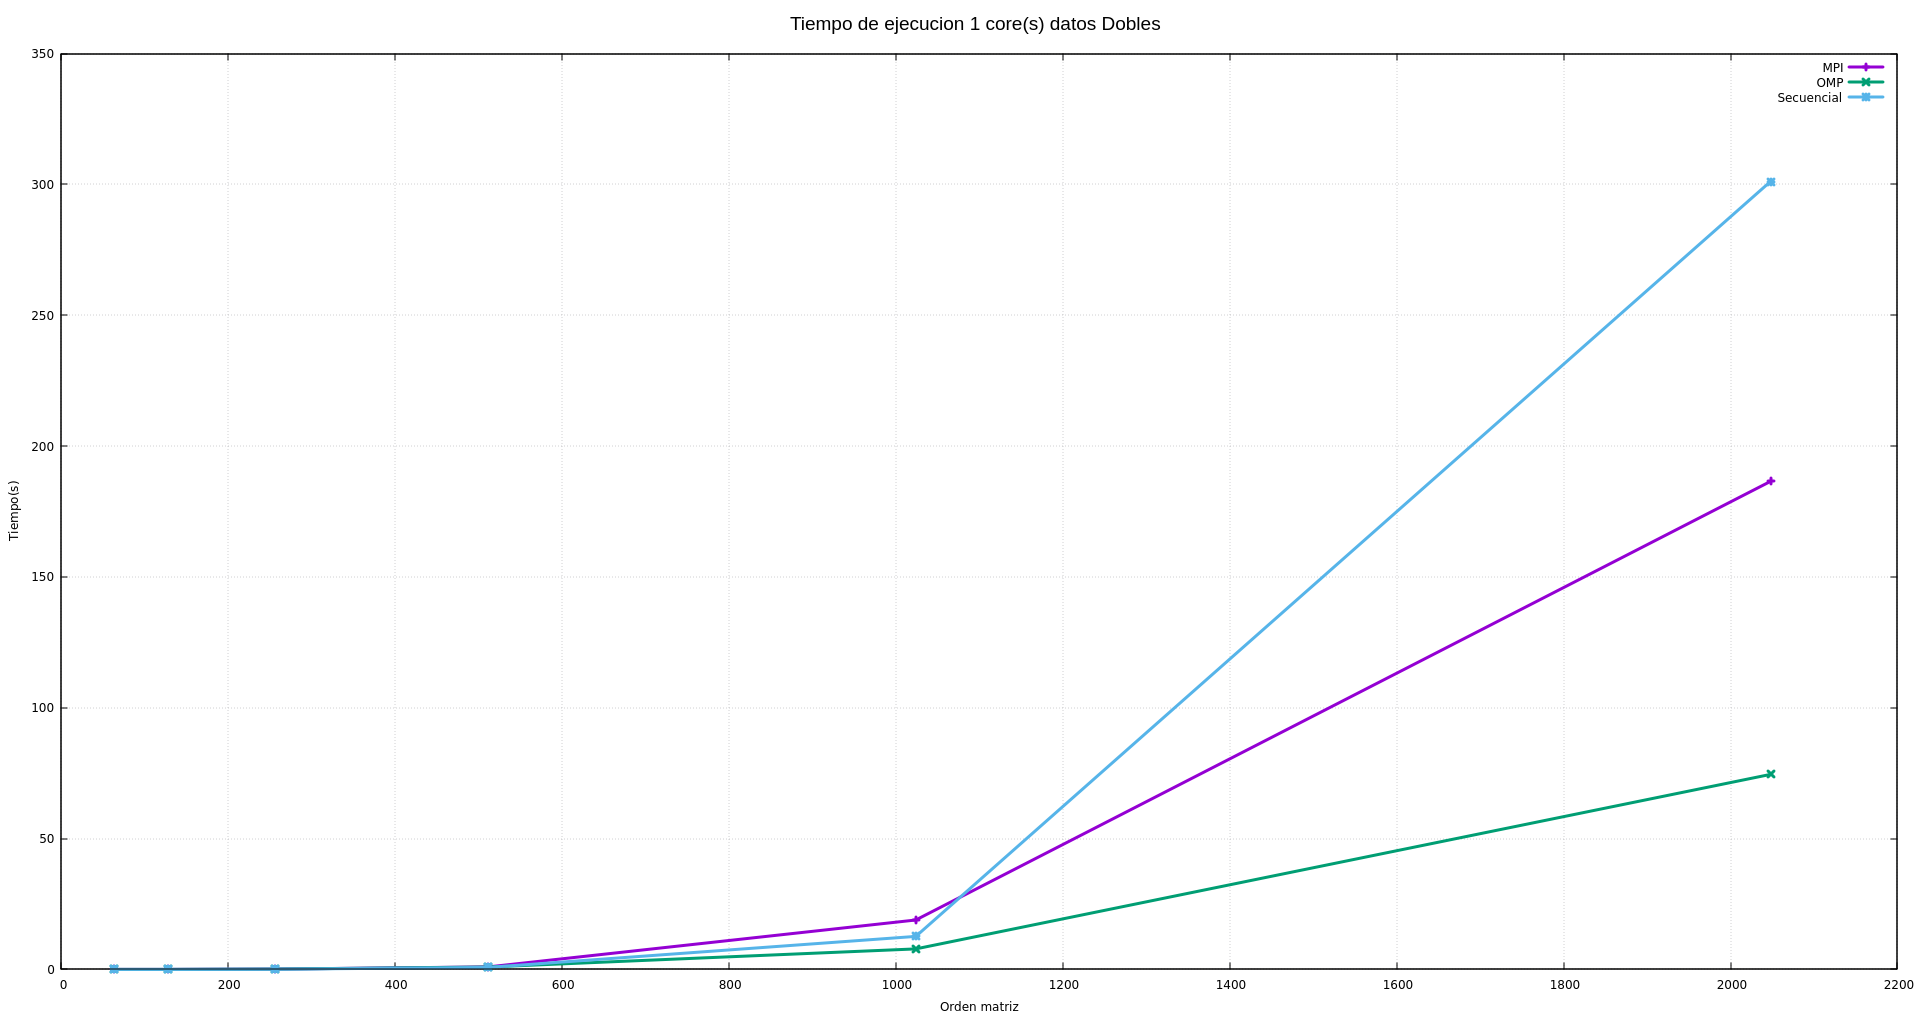 Tiempo de ejecucion 1 core(s) datos Dobles
350
300
250
200
150
100
50
0
MPI
OMP
Secuencial
Tiempo(s)
0 200 400 600 800 1000 1200 1400 1600 1800 2000 2200
Orden matriz